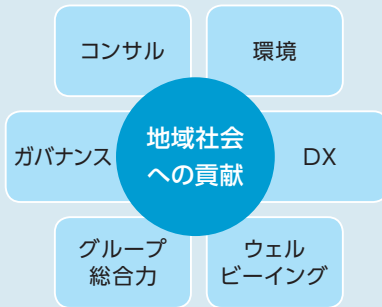 コンサル
環境
ガバナンス
地域社会
への貢献
DX
グループ
総合力
ウェル
ビーイング